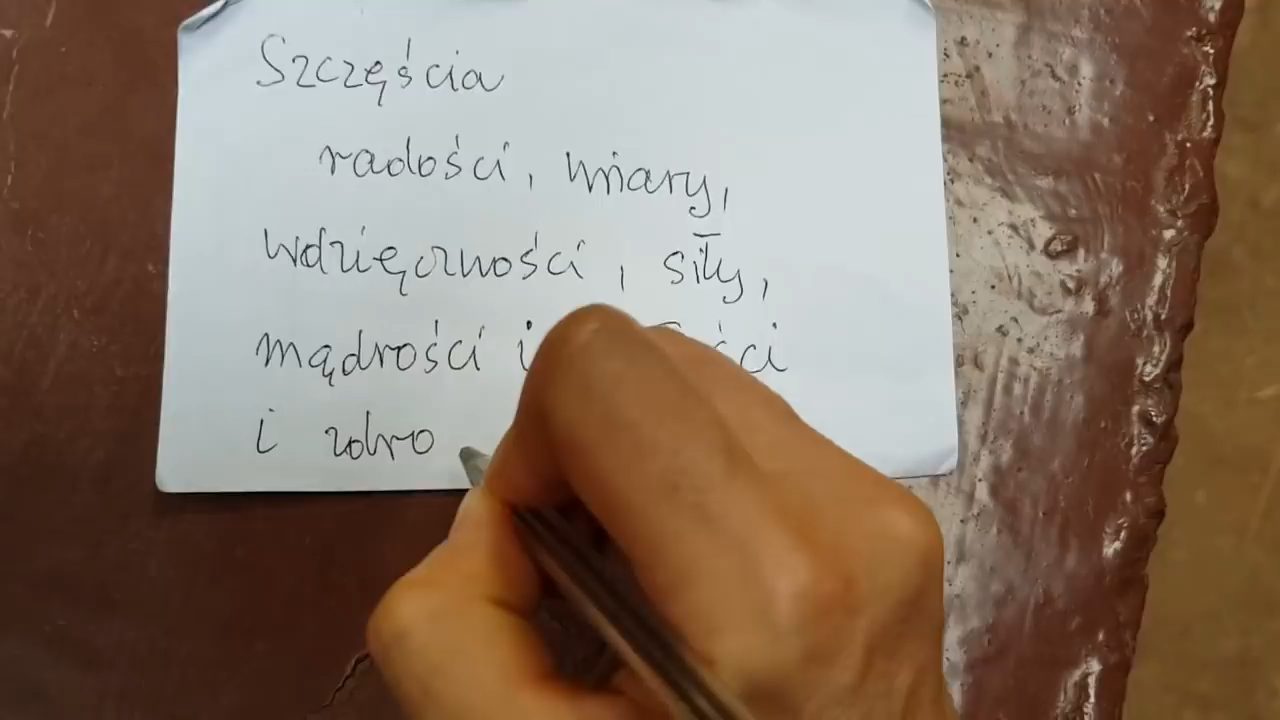 Szczęścia
radości, wiary,
wdzięczności, siły,
mądrości i
i zdro